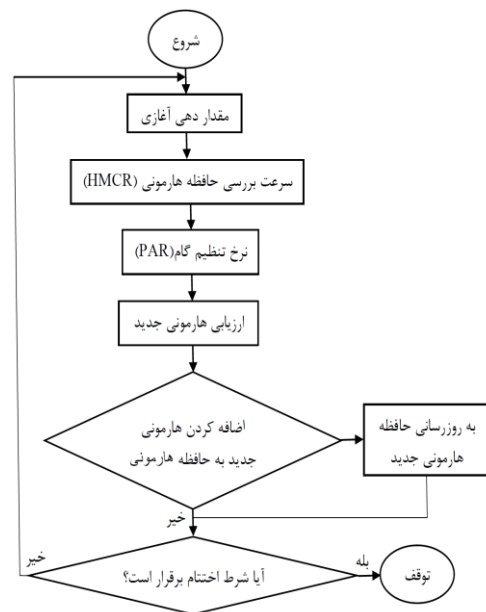 شروع
مقدار دهی آغازی
سرعت بررسی حافظه هارمونی (HMCR)
نرخ تنظیم گام(PAR)
ارزیابی هارمونی جدید
اضافه کردن هارمونی
جدید به حافظه هارمونی
به روزرسانی حافظه
هارمونی جدید
خیر
آیا شرط اختتام برقرار است؟
خیر
بله
توقف